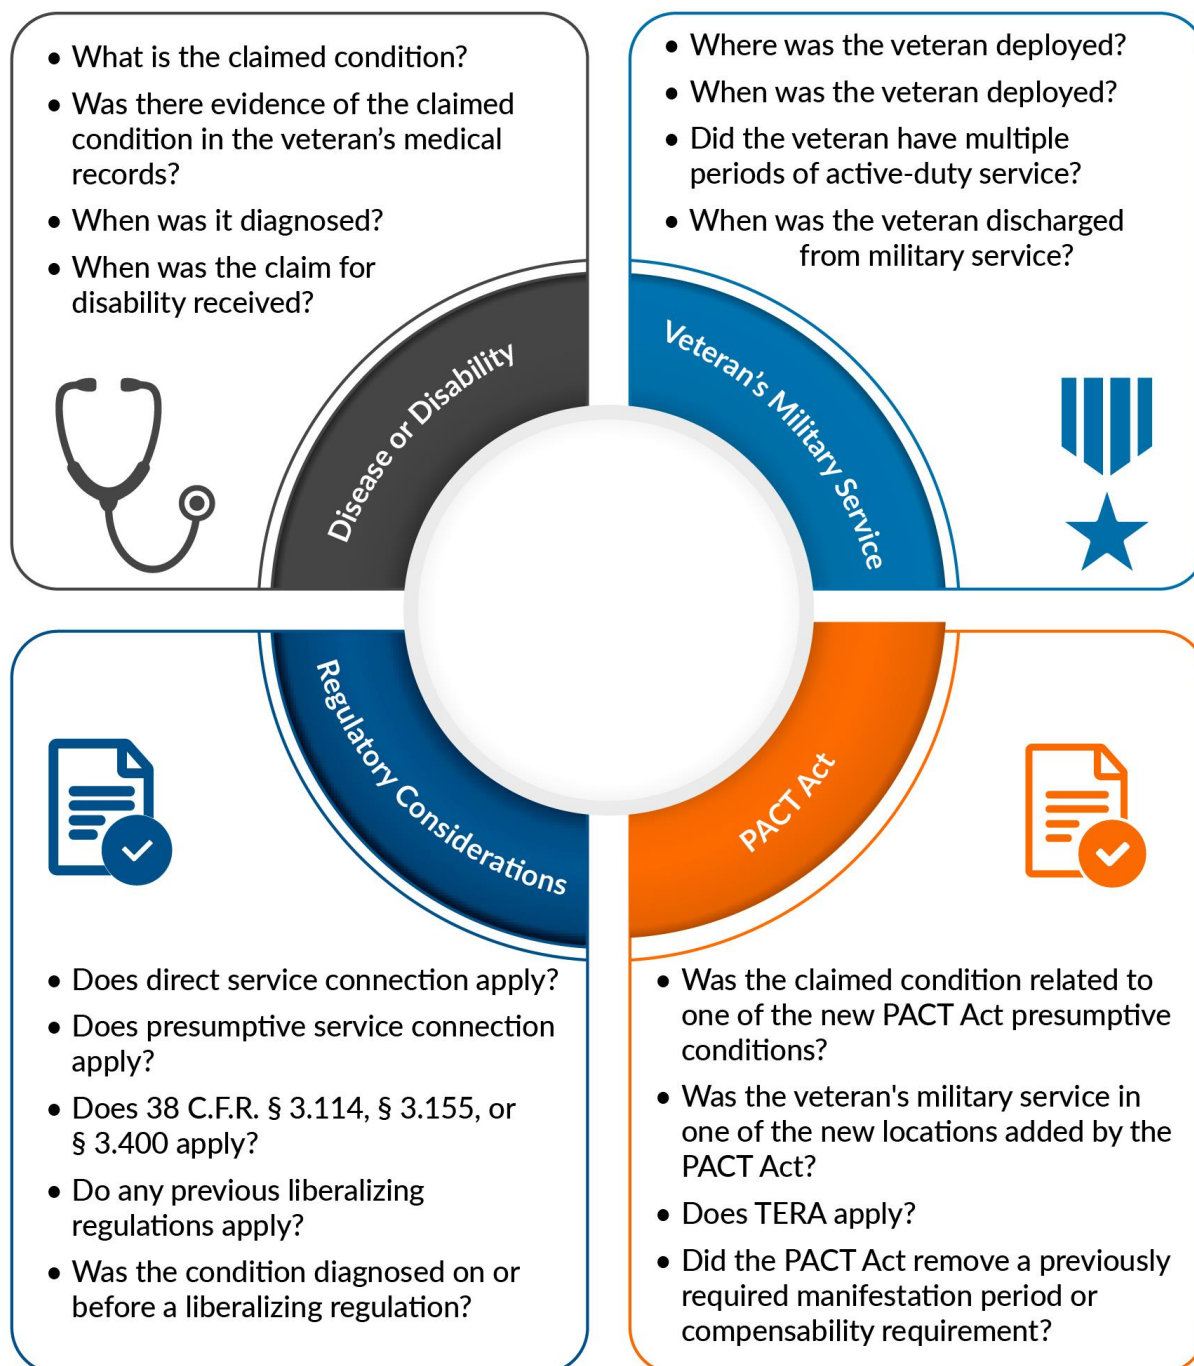 • What is the claimed condition?
• Was there evidence of the claimed
condition in the veteran’s medical
records?
• When was it diagnosed?
• When was the claim for
disability received?
Disease or Disability
• Where was the veteran deployed?
• When was the veteran deployed?
• Did the veteran have multiple
periods of active-duty service?
• When was the veteran discharged
from military service?
Veteran’s Military Service
Regulatory Considerations
• Does direct service connection apply?
• Does presumptive service connection
apply?
• Does 38 C.F.R. § 3.114, § 3.155, or
§ 3.400 apply?
• Do any previous liberalizing
regulations apply?
• Was the condition diagnosed on or
before a liberalizing regulation?
PACT Act
• Was the claimed condition related to
one of the new PACT Act presumptive
conditions?
• Was the veteran's military service in
one of the new locations added by the
PACT Act?
• Does TERA apply?
• Did the PACT Act remove a previously
required manifestation period or
compensability requirement?